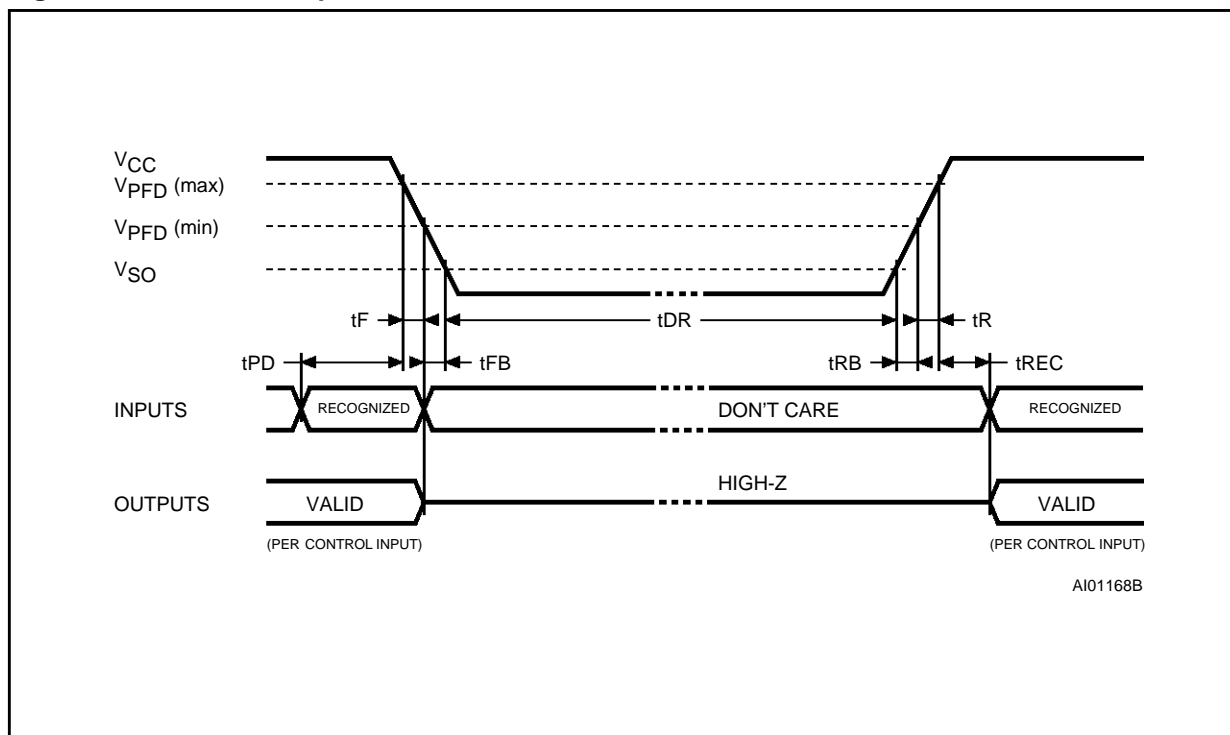 VCC
VPFD (max)
VPFD (min)
VSO
tF tDR tR
tPD tFB tRB tREC
INPUTS RECOGNIZED DON'T CARE RECOGNIZED
HIGH-Z
OUTPUTS VALID VALID
(PER CONTROL INPUT) (PER CONTROL INPUT)
AI01168B